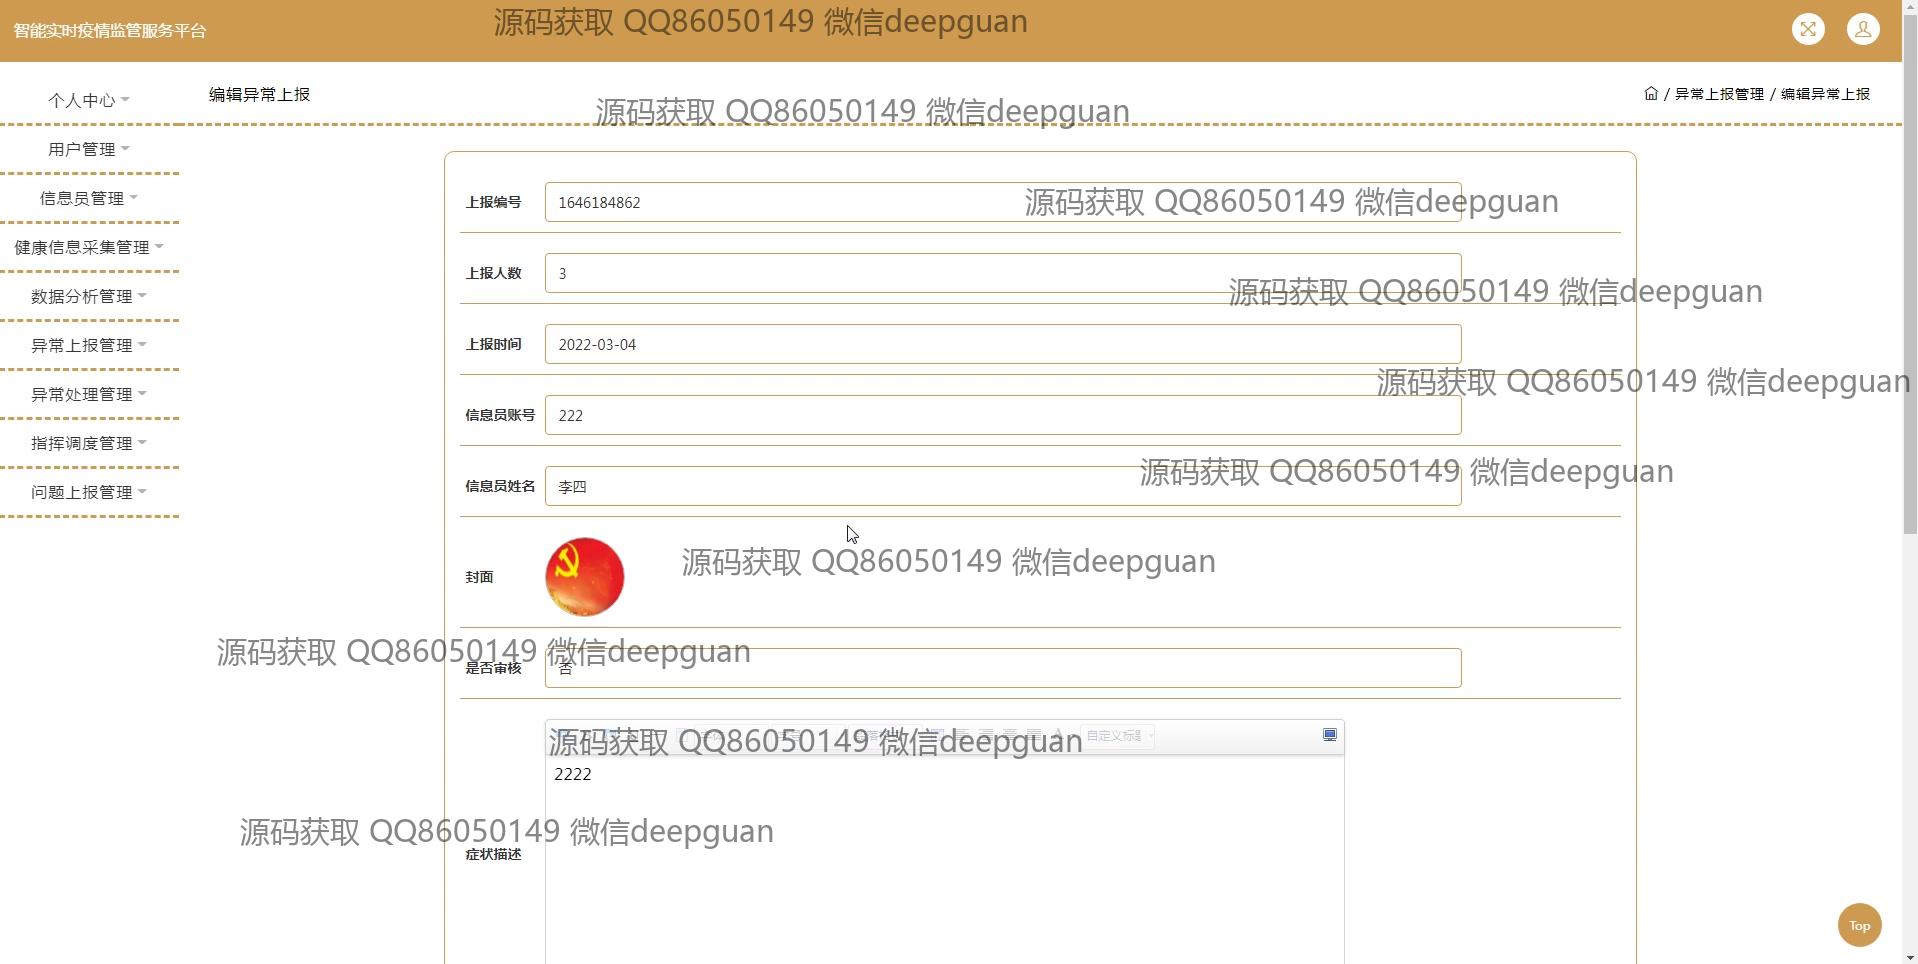 智能实时疫情监管服务平台
源码获取 QQ86050149 微信deepguan
个人中心
编辑异常上报
/ 异常上报管理 / 编辑异常上报
源码获取 QQ86050149 微信deepguan
用户管理
信息员管理
健康信息采集管理
数据分析管理
异常上报管理
异常处理管理
指挥调度管理
问题上报管理
上报编号 1646184862
源码获取 QQ86050149 微信deepguan
上报人数 3
源码获取 QQ86050149 微信deepguan
上报时间 2022-03-04
源码获取 QQ86050149 微信deepguan
信息员账号 222
源码获取 QQ86050149 微信deepguan
信息员姓名 李四
源码获取 QQ86050149 微信deepguan
封面
源码获取 QQ86050149 微信deepguan
是否审核 否
源码获取 QQ86050149 微信deepguan
自定义标题
2222
源码获取 QQ86050149 微信deepguan
症状描述
Top